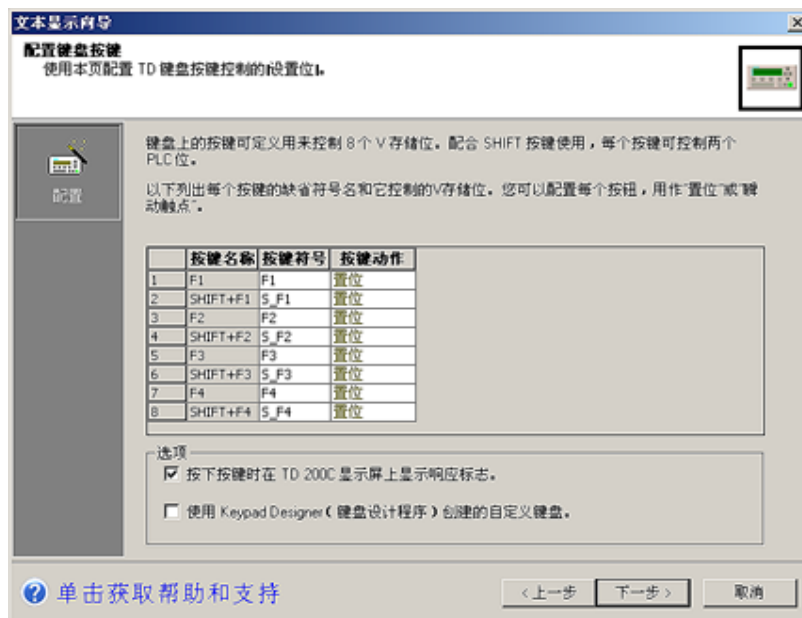 文本显示向导
配置键盘按键
使用本页配置 TD 键盘按键控制的设置位。
配置
键盘上的按键可定义用来控制 8 个 V 存储位。配合 SHIFT 按键使用，每个按键可控制两个
PLC 位。
以下列出每个按键的缺省符号名和它控制的V存储位。您可以配置每个按钮，用作"置位"或"瞬
动触点"。
按键名称 按键符号 按键动作
1 F1 F1 置位
2 SHIFT+F1 S_F1 置位
3 F2 F2 置位
4 SHIFT+F2 S_F2 置位
5 F3 F3 置位
6 SHIFT+F3 S_F3 置位
7 F4 F4 置位
8 SHIFT+F4 S_F4 置位
选项
按下按键时在 TD 200C 显示屏上显示响应标志。
使用 Keypad Designer（键盘设计程序）创建的自定义键盘。
单击获取帮助和支持
<上一步 下一步> 取消